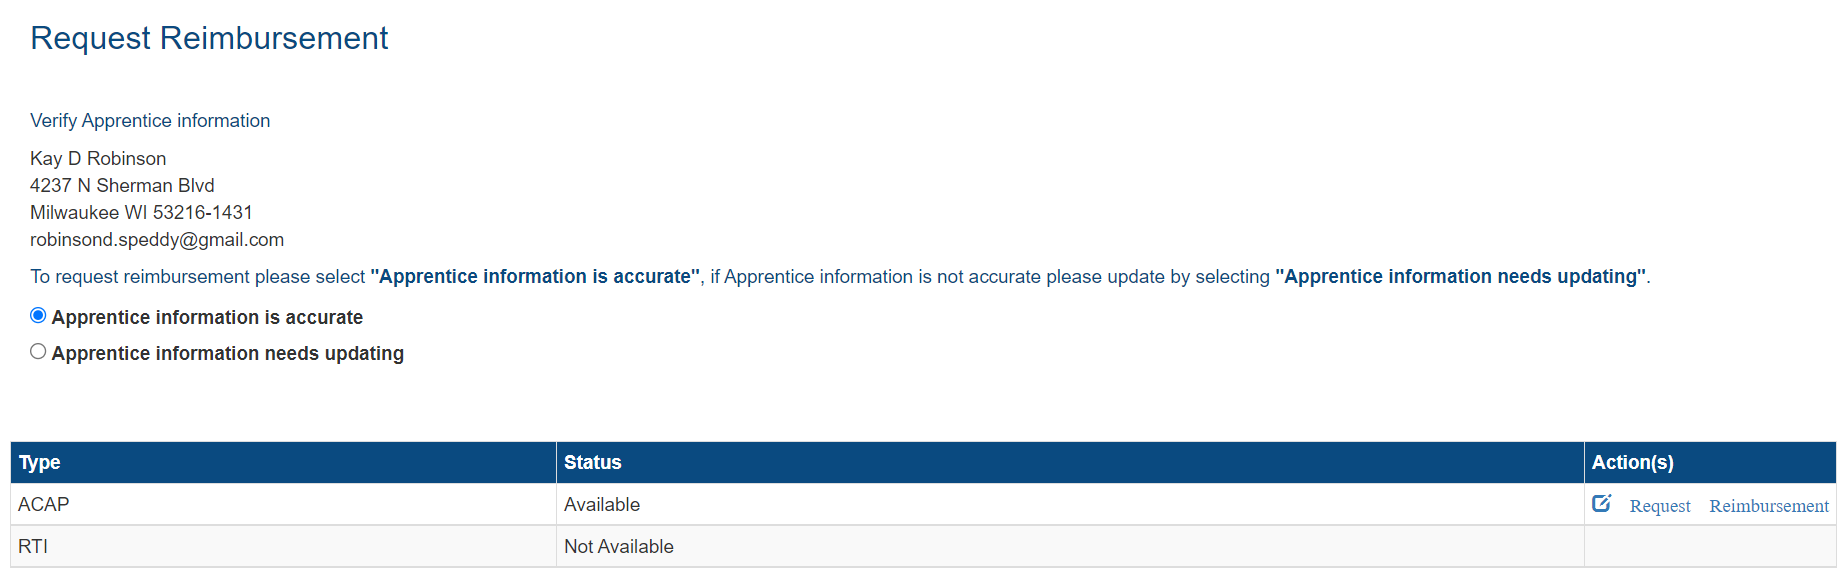 Request Reimbursement
Verify Apprentice information
Kay D Robinson
4237 N Sherman Blvd
Milwaukee WI 53216-1431
robinsond.speddy@gmail.com
To request reimbursement please select "Apprentice information is accurate", if Apprentice information is not accurate please update by selecting "Apprentice information needs updating".
Apprentice information is accurate
Apprentice information needs updating
Type Status Action(s)
ACAP Available Request Reimbursement
RTI Not Available